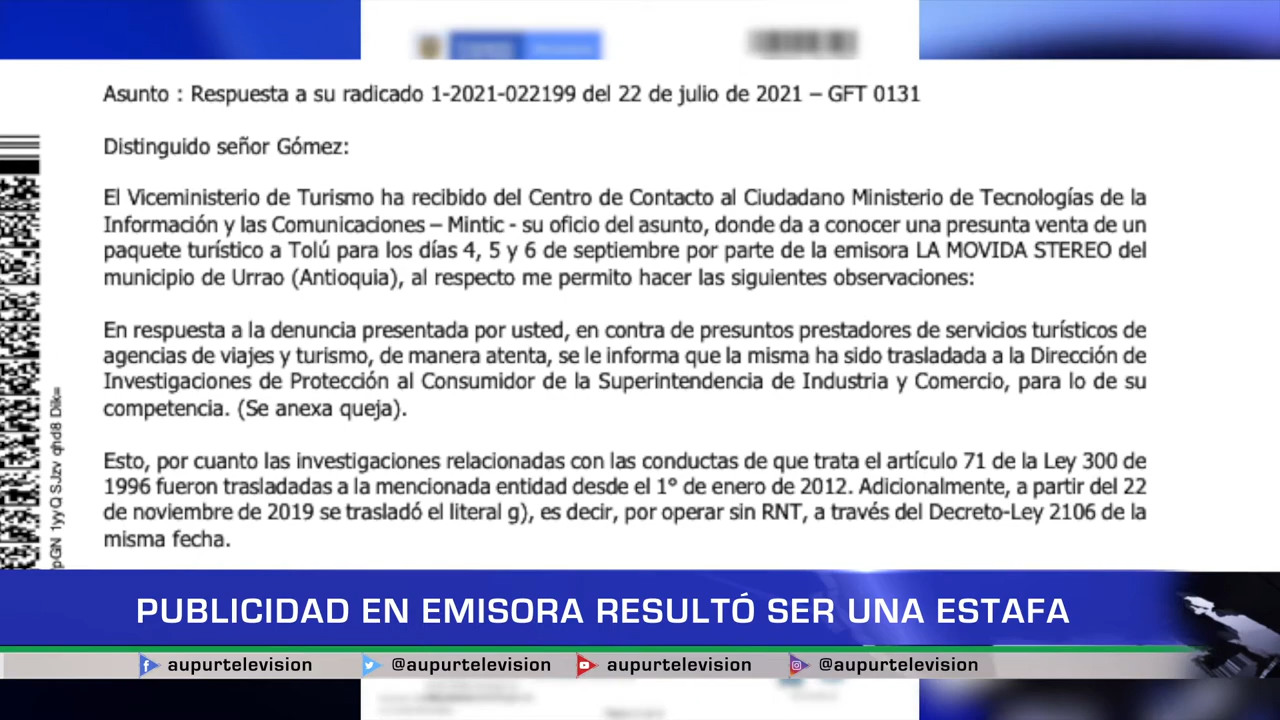 Asunto : Respuesta a su radicado 1-2021-022199 del 22 de julio de 2021 – GFT 0131
Distinguido señor Gómez:
El Viceministerio de Turismo ha recibido del Centro de Contacto al Ciudadano Ministerio de Tecnologías de la
Información y las Comunicaciones – Mintic - su oficio del asunto, donde da a conocer una presunta venta de un
paquete turístico a Tolú para los días 4, 5 y 6 de septiembre por parte de la emisora LA MOVIDA STEREO del
municipio de Urrao (Antioquia), al respecto me permito hacer las siguientes observaciones:
En respuesta a la denuncia presentada por usted, en contra de presuntos prestadores de servicios turísticos de
agencias de viajes y turismo, de manera atenta, se le informa que la misma ha sido trasladada a la Dirección de
Investigaciones de Protección al Consumidor de la Superintendencia de Industria y Comercio, para lo de su
competencia. (Se anexa queja).
Esto, por cuanto las investigaciones relacionadas con las conductas de que trata el artículo 71 de la Ley 300 de
1996 fueron trasladadas a la mencionada entidad desde el 1° de enero de 2012. Adicionalmente, a partir del 22
de noviembre de 2019 se trasladó el literal g), es decir, por operar sin RNT, a través del Decreto-Ley 2106 de la
misma fecha.
PUBLICIDAD EN EMISORA RESULTÓ SER UNA ESTAFA
aupurtelevision @aupurtelevision aupurtelevision @aupurtelevision